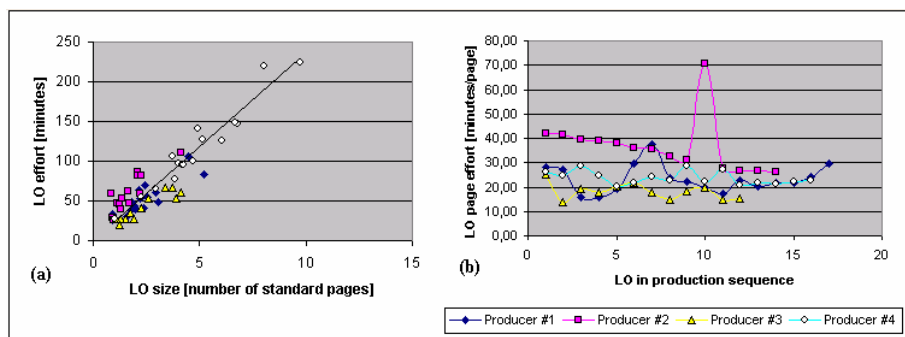 250
200
150
100
50
0
LO effort [minutes]
0 5 10 15
(a)
LO size [number of standard pages]
80,00
70,00
60,00
50,00
40,00
30,00
20,00
10,00
0,00
LO page effort [minutes/page]
0 5 10 15 20
(b)
LO in production sequence
Producer #1 Producer #2 Producer #3 Producer #4